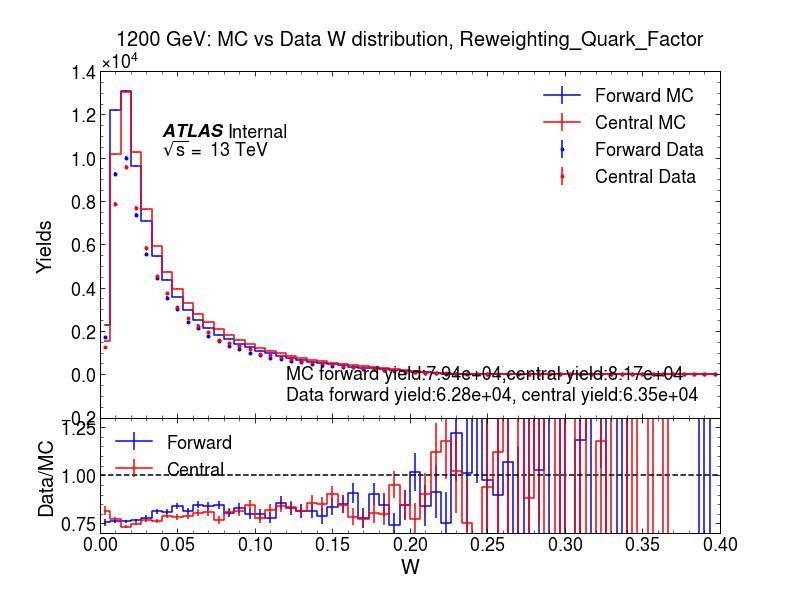 1200 GeV: MC vs Data W distribution, Reweighting_Quark_Factor
×10⁴
1.4
1.2
1.0
0.8
0.6
0.4
0.2
0.0
0.2
Yields
ATLAS Internal
√s = 13 TeV
Forward MC
Central MC
Forward Data
Central Data
MC forward yield:7.94e+04,central yield:8.17e+04
Data forward yield:6.28e+04, central yield:6.35e+04
1.25
1.00
0.75
Data/MC
Forward
Central
0.00 0.05 0.10 0.15 0.20 0.25 0.30 0.35 0.40
W